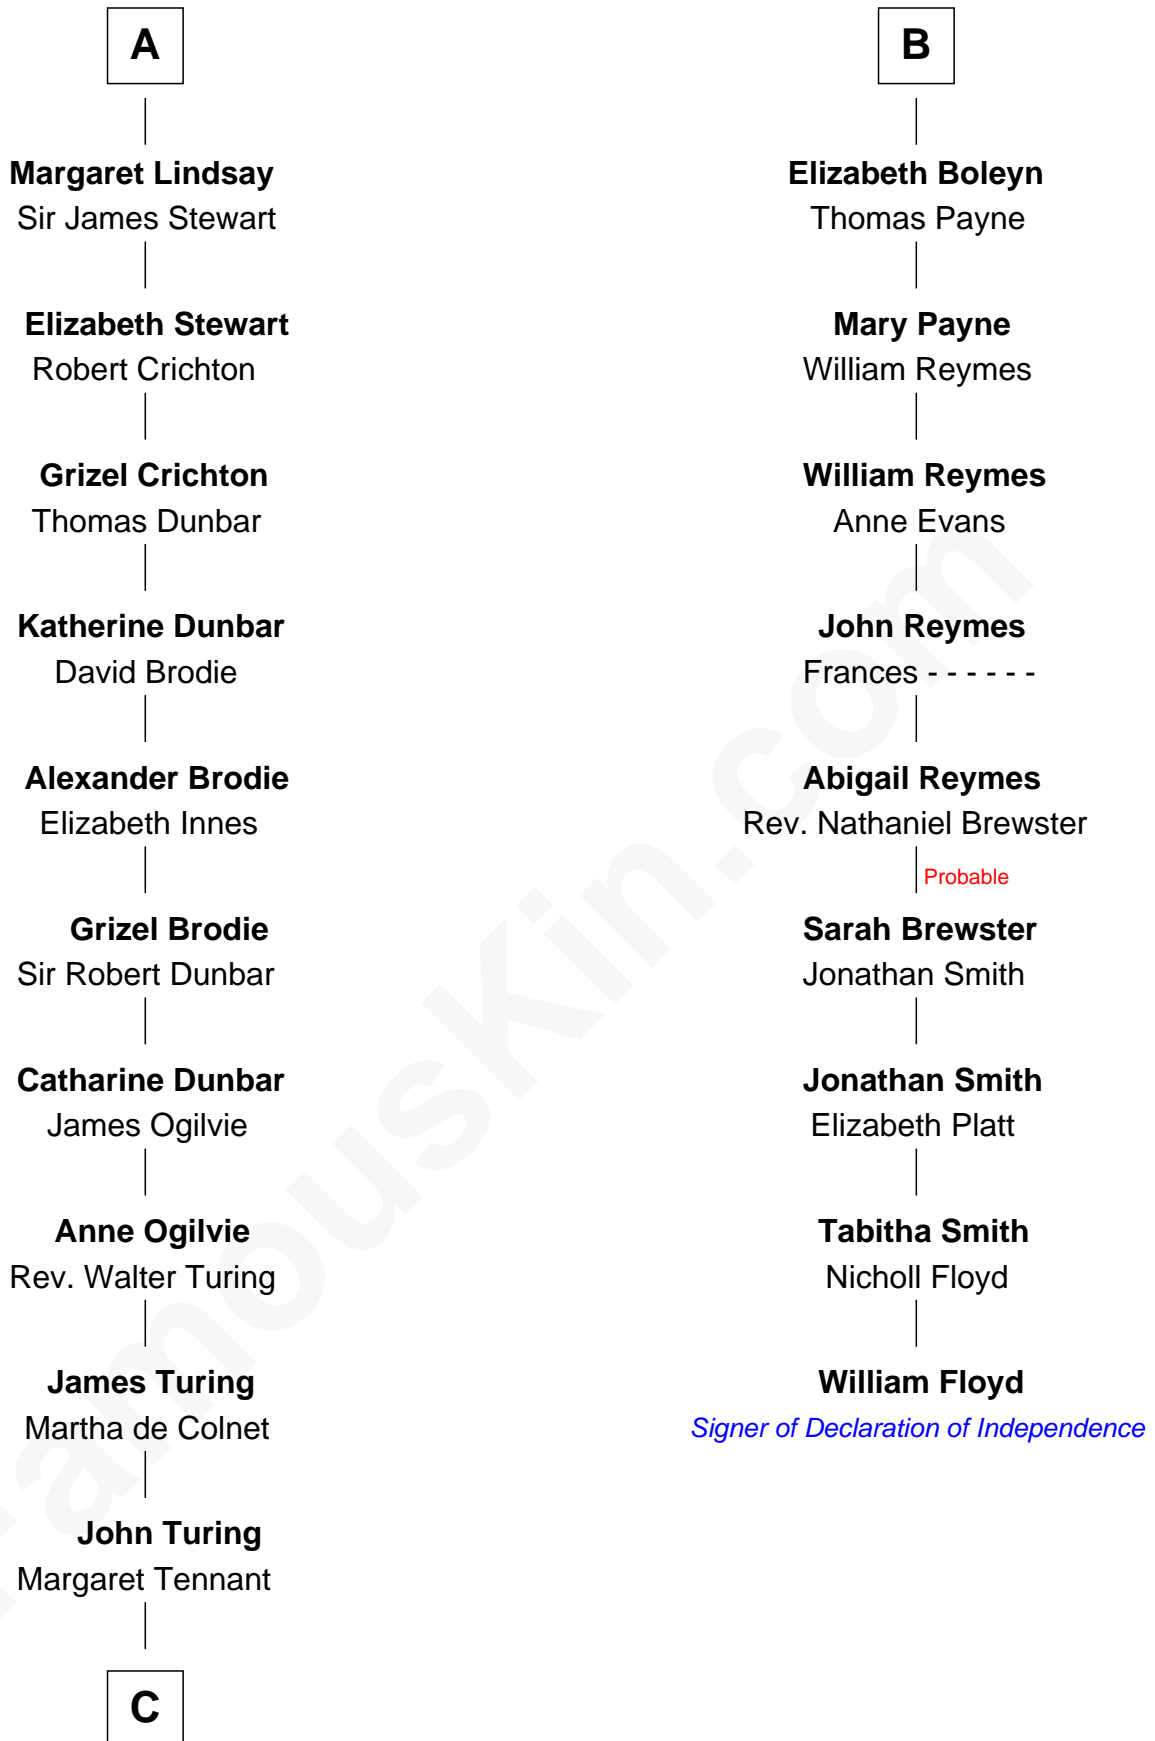 A
Margaret Lindsay
Sir James Stewart
Elizabeth Stewart
Robert Crichton
Grizel Crichton
Thomas Dunbar
Katherine Dunbar
David Brodie
Alexander Brodie
Elizabeth Innes
Grizel Brodie
Sir Robert Dunbar
Catharine Dunbar
James Ogilvie
Anne Ogilvie
Rev. Walter Turing
James Turing
Martha de Colnet
John Turing
Margaret Tennant
C
B
Elizabeth Boleyn
Thomas Payne
Mary Payne
William Reymes
William Reymes
Anne Evans
John Reymes
Frances - - - - - -
Abigail Reymes
Rev. Nathaniel Brewster
Probable
Sarah Brewster
Jonathan Smith
Jonathan Smith
Elizabeth Platt
Tabitha Smith
Nicholl Floyd
William Floyd
Signer of Declaration of Independence
FamousKin.com